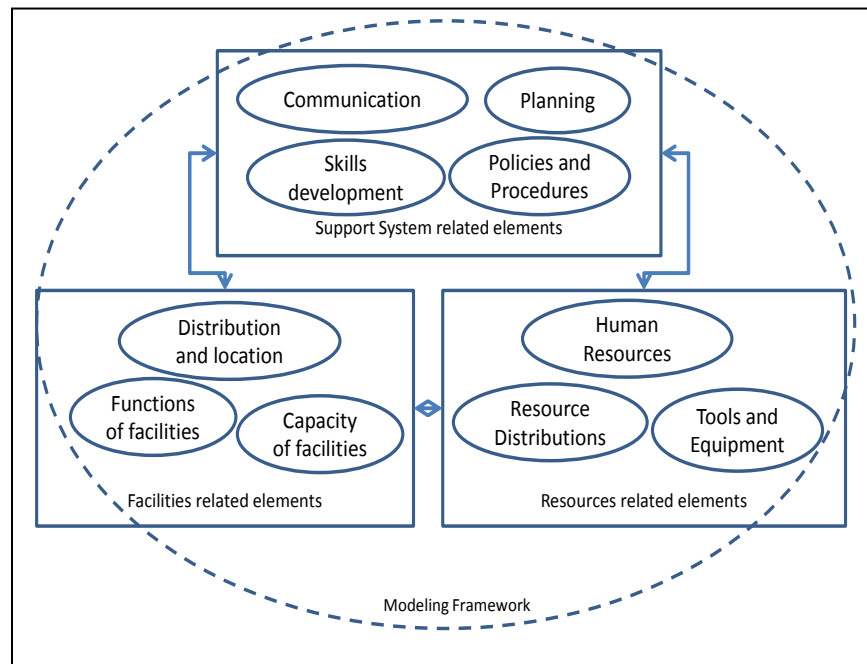 Communication
Planning
Skills
development
Policies and
Procedures
Support System related elements
Distribution
and location
Functions
of facilities
Capacity
of facilities
Facilities related elements
Human
Resources
Resource
Distributions
Tools and
Equipment
Resources related elements
Modeling Framework